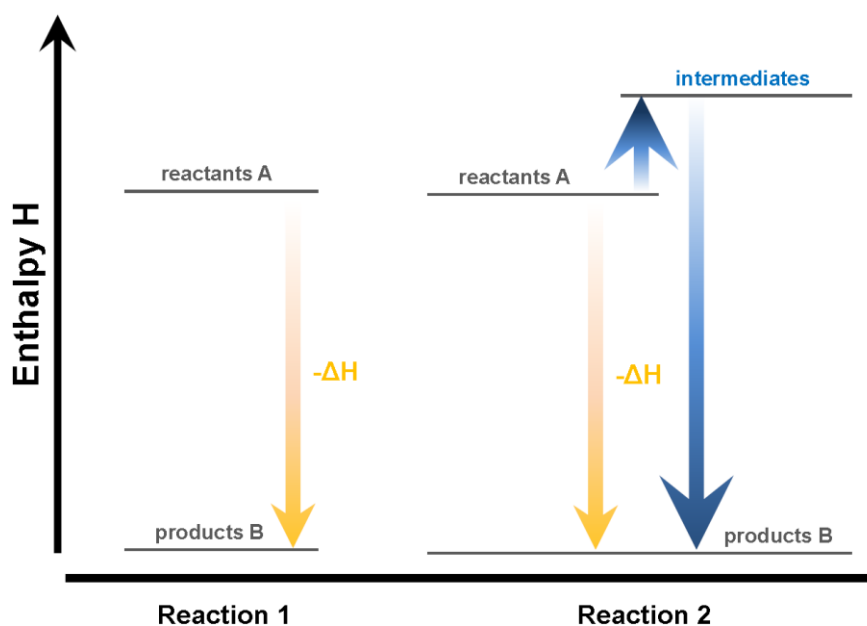 Enthalpy H
intermediates
reactants A
reactants A
-ΔH
-ΔH
products B
products B
Reaction 1
Reaction 2